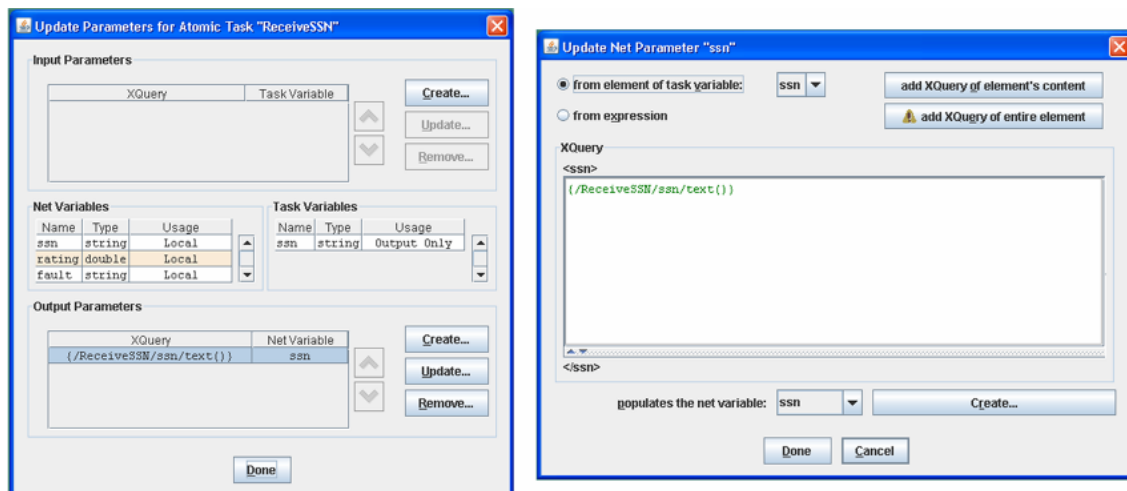 Update Parameters for Atomic Task "ReceiveSSN"
Input Parameters
XQuery Task Variable
Create...
Update...
Remove...
Net Variables
Name Type Usage
ssn string Local
rating double Local
fault string Local
Task Variables
Name Type Usage
ssn string Output Only
Output Parameters
XQuery Net Variable
{/ReceiveSSN/ssn/text()} ssn
Create...
Update...
Remove...
Done
Update Net Parameter "ssn"
from element of task variable: ssn add XQuery of element's content
from expression add XQuery of entire element
XQuery
<ssn>
{/ReceiveSSN/ssn/text()}
</ssn>
populates the net variable: ssn Create...
Done Cancel